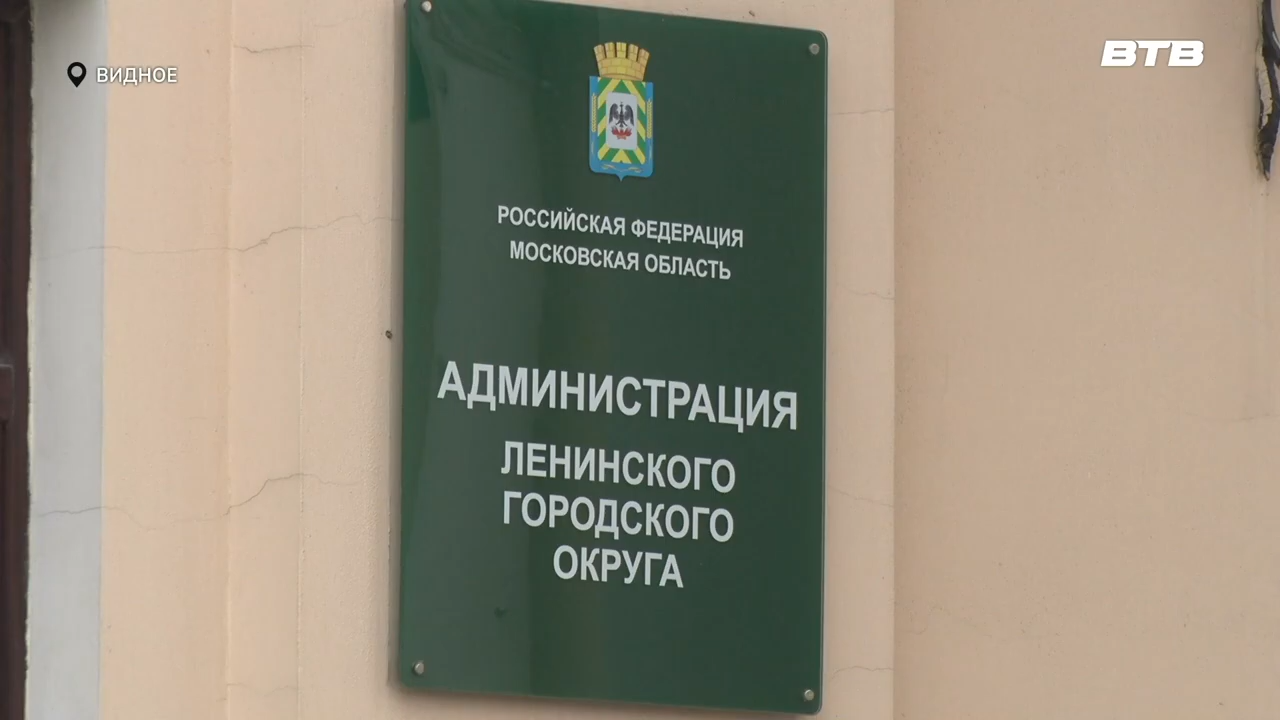 ВИДНОЕ
ВТВ
РОССИЙСКАЯ ФЕДЕРАЦИЯ
МОСКОВСКАЯ ОБЛАСТЬ
АДМИНИСТРАЦИЯ
ЛЕНИНСКОГО
ГОРОДСКОГО
ОКРУГА